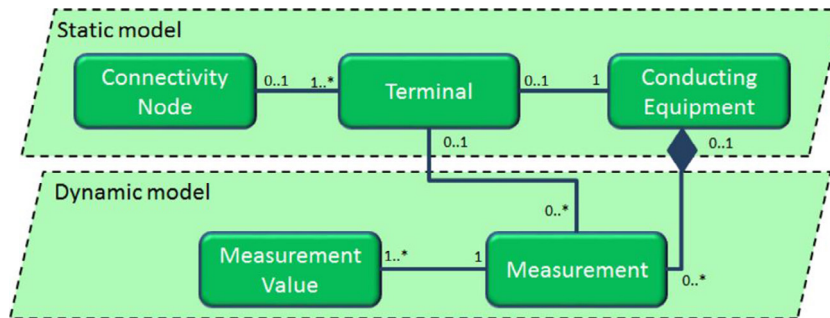 Static model
Connectivity
Node
0..1
1..*
Terminal
0..1
1
Conducting
Equipment
0..1
0..1
Dynamic model
0..*
Measurement
Value
1..*
1
Measurement
0..*